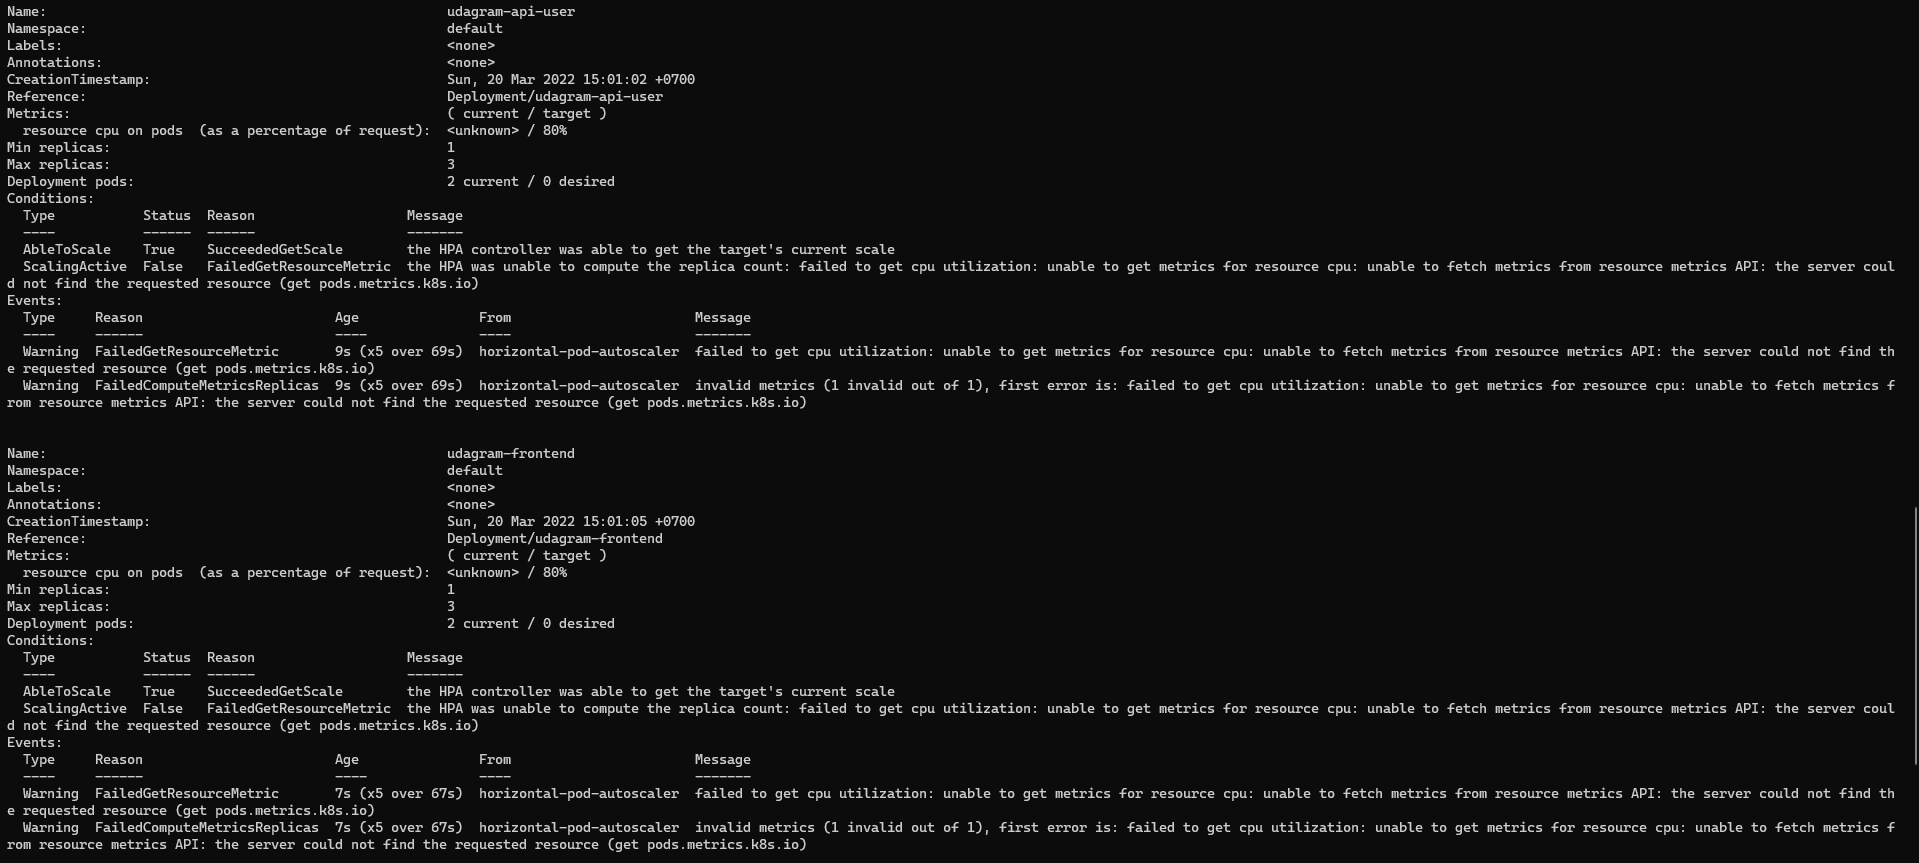 Name: udagram-api-user
Namespace: default
Labels: <none>
Annotations: <none>
CreationTimestamp: Sun, 20 Mar 2022 15:01:02 +0700
Reference: Deployment/udagram-api-user
Metrics: ( current / target )
resource cpu on pods (as a percentage of request): <unknown> / 80%
Min replicas: 1
Max replicas: 3
Deployment pods: 2 current / 0 desired
Conditions:
Type Status Reason Message
---- ------ ------ -------
AbleToScale True SucceededGetScale the HPA controller was able to get the target's current scale
ScalingActive False FailedGetResourceMetric the HPA was unable to compute the replica count: failed to get cpu utilization: unable to get metrics for resource cpu: unable to fetch metrics from resource metrics API: the server coul
d not find the requested resource (get pods.metrics.k8s.io)
Events:
Type Reason Age From Message
---- ------ ---- ---- -------
Warning FailedGetResourceMetric 9s (x5 over 69s) horizontal-pod-autoscaler failed to get cpu utilization: unable to get metrics for resource cpu: unable to fetch metrics from resource metrics API: the server could not find th
e requested resource (get pods.metrics.k8s.io)
Warning FailedComputeMetricsReplicas 9s (x5 over 69s) horizontal-pod-autoscaler invalid metrics (1 invalid out of 1), first error is: failed to get cpu utilization: unable to get metrics for resource cpu: unable to fetch metrics f
rom resource metrics API: the server could not find the requested resource (get pods.metrics.k8s.io)
Name: udagram-frontend
Namespace: default
Labels: <none>
Annotations: <none>
CreationTimestamp: Sun, 20 Mar 2022 15:01:05 +0700
Reference: Deployment/udagram-frontend
Metrics: ( current / target )
resource cpu on pods (as a percentage of request): <unknown> / 80%
Min replicas: 1
Max replicas: 3
Deployment pods: 2 current / 0 desired
Conditions:
Type Status Reason Message
---- ------ ------ -------
AbleToScale True SucceededGetScale the HPA controller was able to get the target's current scale
ScalingActive False FailedGetResourceMetric the HPA was unable to compute the replica count: failed to get cpu utilization: unable to get metrics for resource cpu: unable to fetch metrics from resource metrics API: the server coul
d not find the requested resource (get pods.metrics.k8s.io)
Events:
Type Reason Age From Message
---- ------ ---- ---- -------
Warning FailedGetResourceMetric 7s (x5 over 67s) horizontal-pod-autoscaler failed to get cpu utilization: unable to get metrics for resource cpu: unable to fetch metrics from resource metrics API: the server could not find th
e requested resource (get pods.metrics.k8s.io)
Warning FailedComputeMetricsReplicas 7s (x5 over 67s) horizontal-pod-autoscaler invalid metrics (1 invalid out of 1), first error is: failed to get cpu utilization: unable to get metrics for resource cpu: unable to fetch metrics f
rom resource metrics API: the server could not find the requested resource (get pods.metrics.k8s.io)